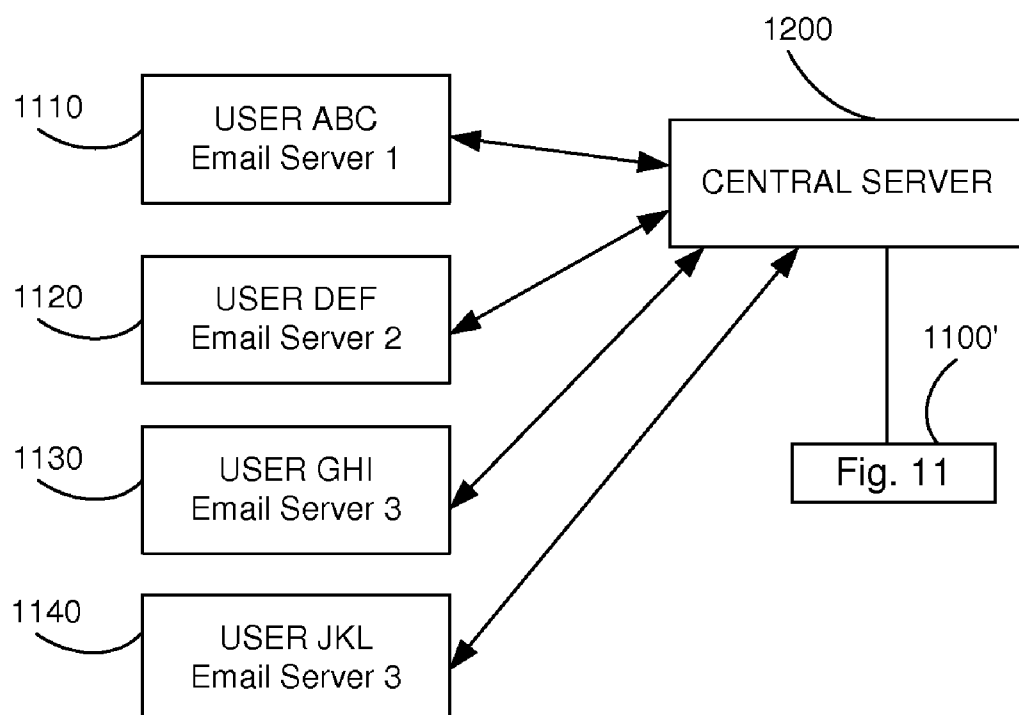 1200
1110
USER ABC
Email Server 1
CENTRAL SERVER
1120
USER DEF
Email Server 2
1100'
1130
USER GHI
Email Server 3
Fig. 11
1140
USER JKL
Email Server 3